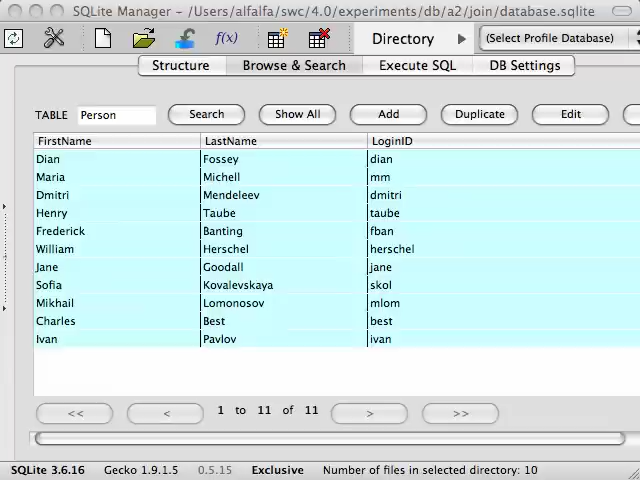 SQLite Manager - /Users/alfalfa/swc/4.0/experiments/db/a2/join/database.sqlite
f(x) Directory (Select Profile Database)
Structure Browse & Search Execute SQL DB Settings
TABLE Person Search Show All Add Duplicate Edit
FirstName LastName LoginID
Dian Fossey dian
Maria Michell mm
Dmitri Mendeleev dmitri
Henry Taube taube
Frederick Banting fban
William Herschel herschel
Jane Goodall jane
Sofia Kovalevskaya skol
Mikhail Lomonosov mlom
Charles Best best
Ivan Pavlov ivan
<< < 1 to 11 of 11 > >>
SQLite 3.6.16 Gecko 1.9.1.5 0.5.15 Exclusive Number of files in selected directory: 10